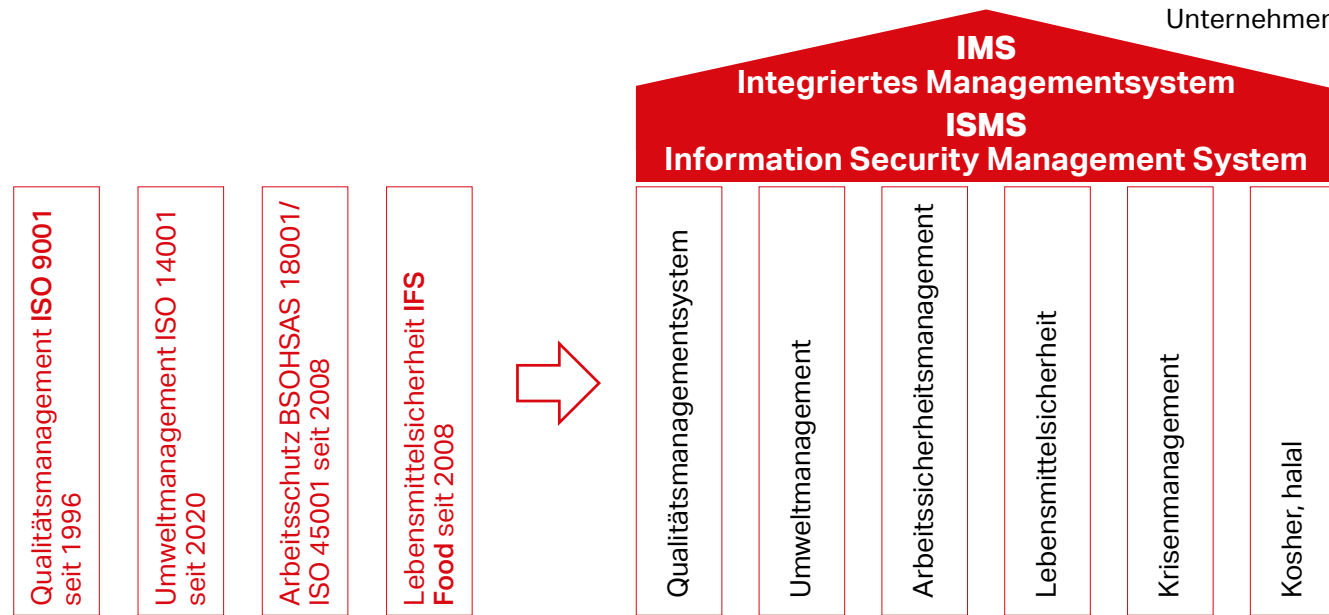 Unternehmen
IMS
Integriertes Managementsystem
ISMS
Information Security Management System
Qualitätsmanagement ISO 9001
seit 1996
Umweltmanagement ISO 14001
seit 2020
Arbeitsschutz BSOHSAS 18001/
ISO 45001 seit 2008
Lebensmittelsicherheit IFS
Food seit 2008
Qualitätsmanagementsystem
Umweltmanagement
Arbeitssicherheitsmanagement
Lebensmittelsicherheit
Krisenmanagement
Kosher, halal